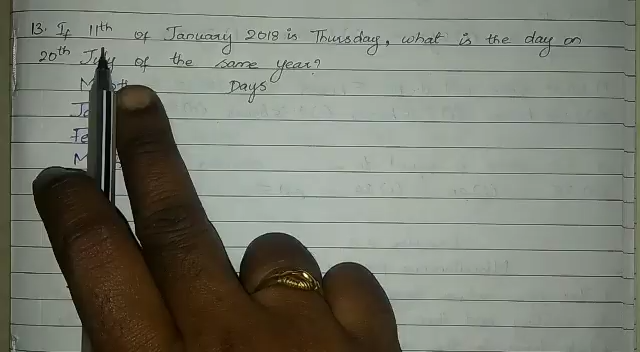 13. If 11th of January 2018 is Thursday, what is the day on
20th July of the same year?
Days